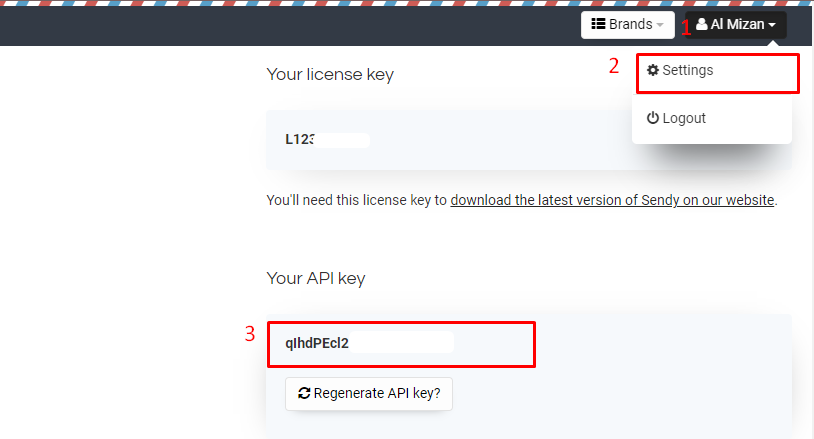 Brands 1 Al Mizan
2 Settings
Your license key
Logout
L123
You'll need this license key to download the latest version of Sendy on our website.
Your API key
3 qIhdPEcl2
Regenerate API key?